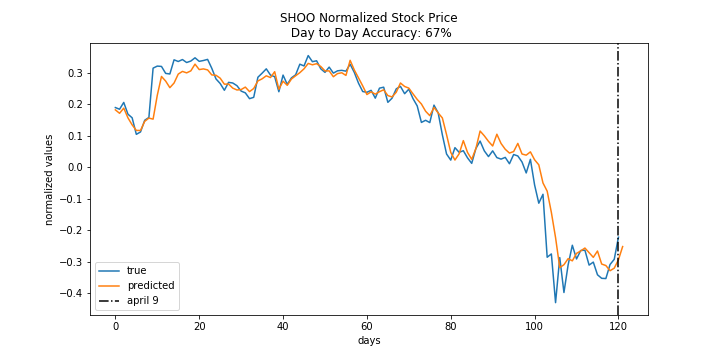 SHOO Normalized Stock Price
Day to Day Accuracy: 67%
normalized values
0.3
0.2
0.1
0.0
−0.1
−0.2
−0.3
−0.4
true
predicted
april 9
0 20 40 60 80 100 120
days